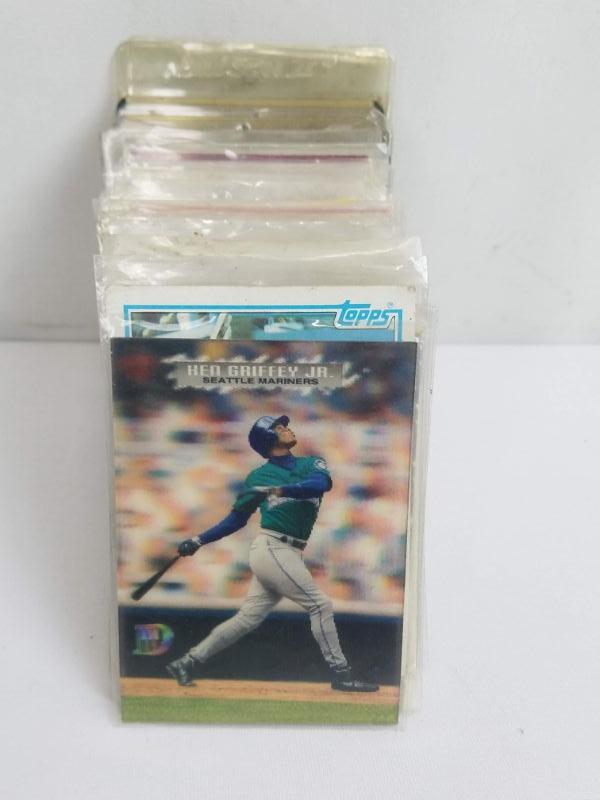 topps
KEN GRIFFEY JR.
SEATTLE MARINERS
D